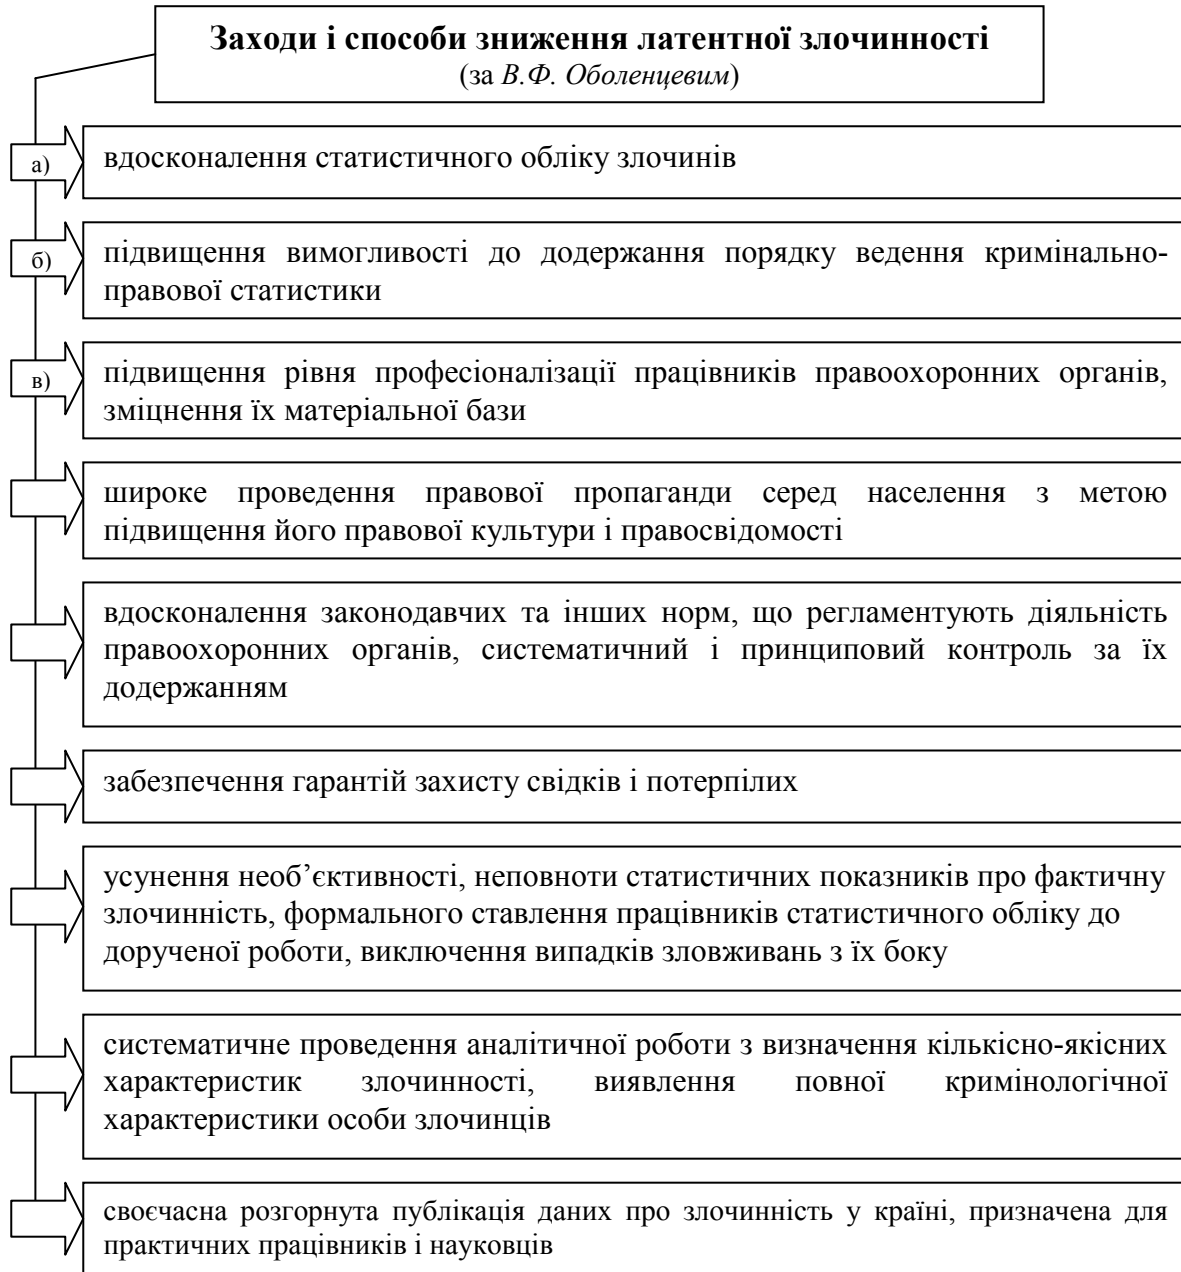 Заходи і способи зниження латентної злочинності
(за В.Ф. Оболенцевим)
а)
вдосконалення статистичного обліку злочинів
б)
підвищення вимогливості до додержання порядку ведення кримінально-
правової статистики
в)
підвищення рівня професіоналізації працівників правоохоронних органів,
зміцнення їх матеріальної бази
широке проведення правової пропаганди серед населення з метою
підвищення його правової культури і правосвідомості
вдосконалення законодавчих та інших норм, що регламентують діяльність
правоохоронних органів, систематичний і принциповий контроль за їх
додержанням
забезпечення гарантій захисту свідків і потерпілих
усунення необ’єктивності, неповноти статистичних показників про фактичну
злочинність, формального ставлення працівників статистичного обліку до
дорученої роботи, виключення випадків зловживань з їх боку
систематичне проведення аналітичної роботи з визначення кількісно-якісних
характеристик злочинності, виявлення повної кримінологічної
характеристики особи злочинців
своєчасна розгорнута публікація даних про злочинність у країні, призначена для
практичних працівників і науковців